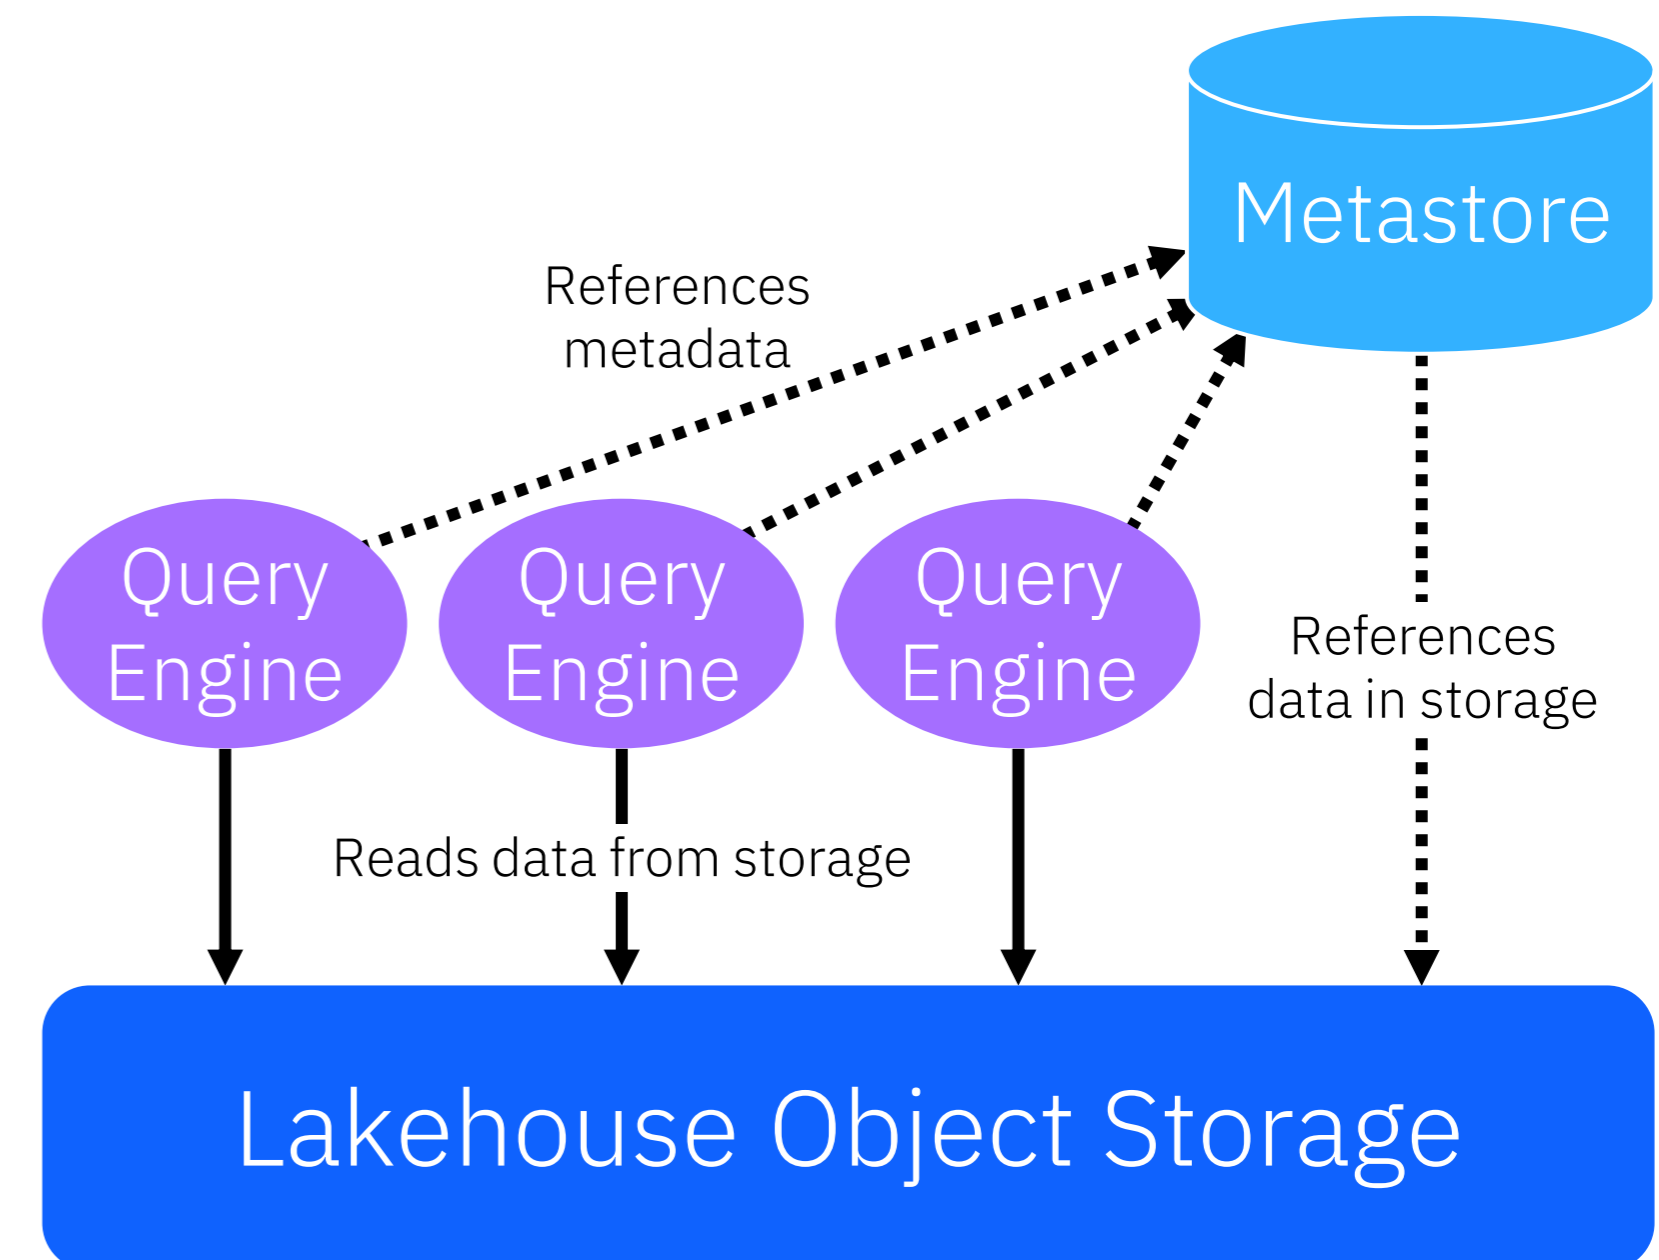 Metastore
References
metadata
Query
Engine
Query
Engine
Query
Engine
References
data in storage
Reads data from storage
Lakehouse Object Storage